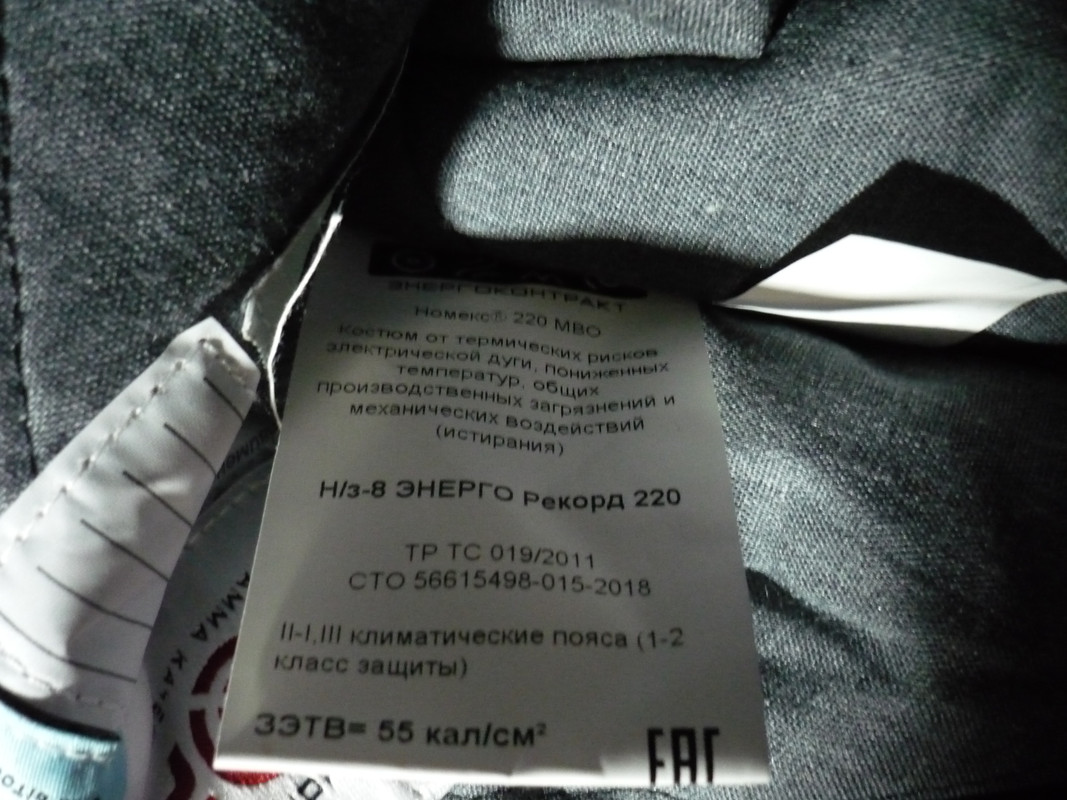 ЭНЕРГОКОНТРАКТ
Номекс® 220 МВО
Костюм от термических рисков
электрической дуги, пониженных
температур, общих
производственных загрязнений и
механических воздействий
(истирания)
Н/з-8 ЭНЕРГО Рекорд 220
ТР ТС 019/2011
СТО 56615498-015-2018
II-I,III климатические пояса (1-2
класс защиты)
ЗЭТВ= 55 кал/см²
EAC